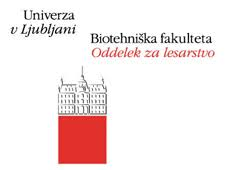 Univerza
v Ljubljani
Biotehniška fakulteta
Oddelek za lesarstvo